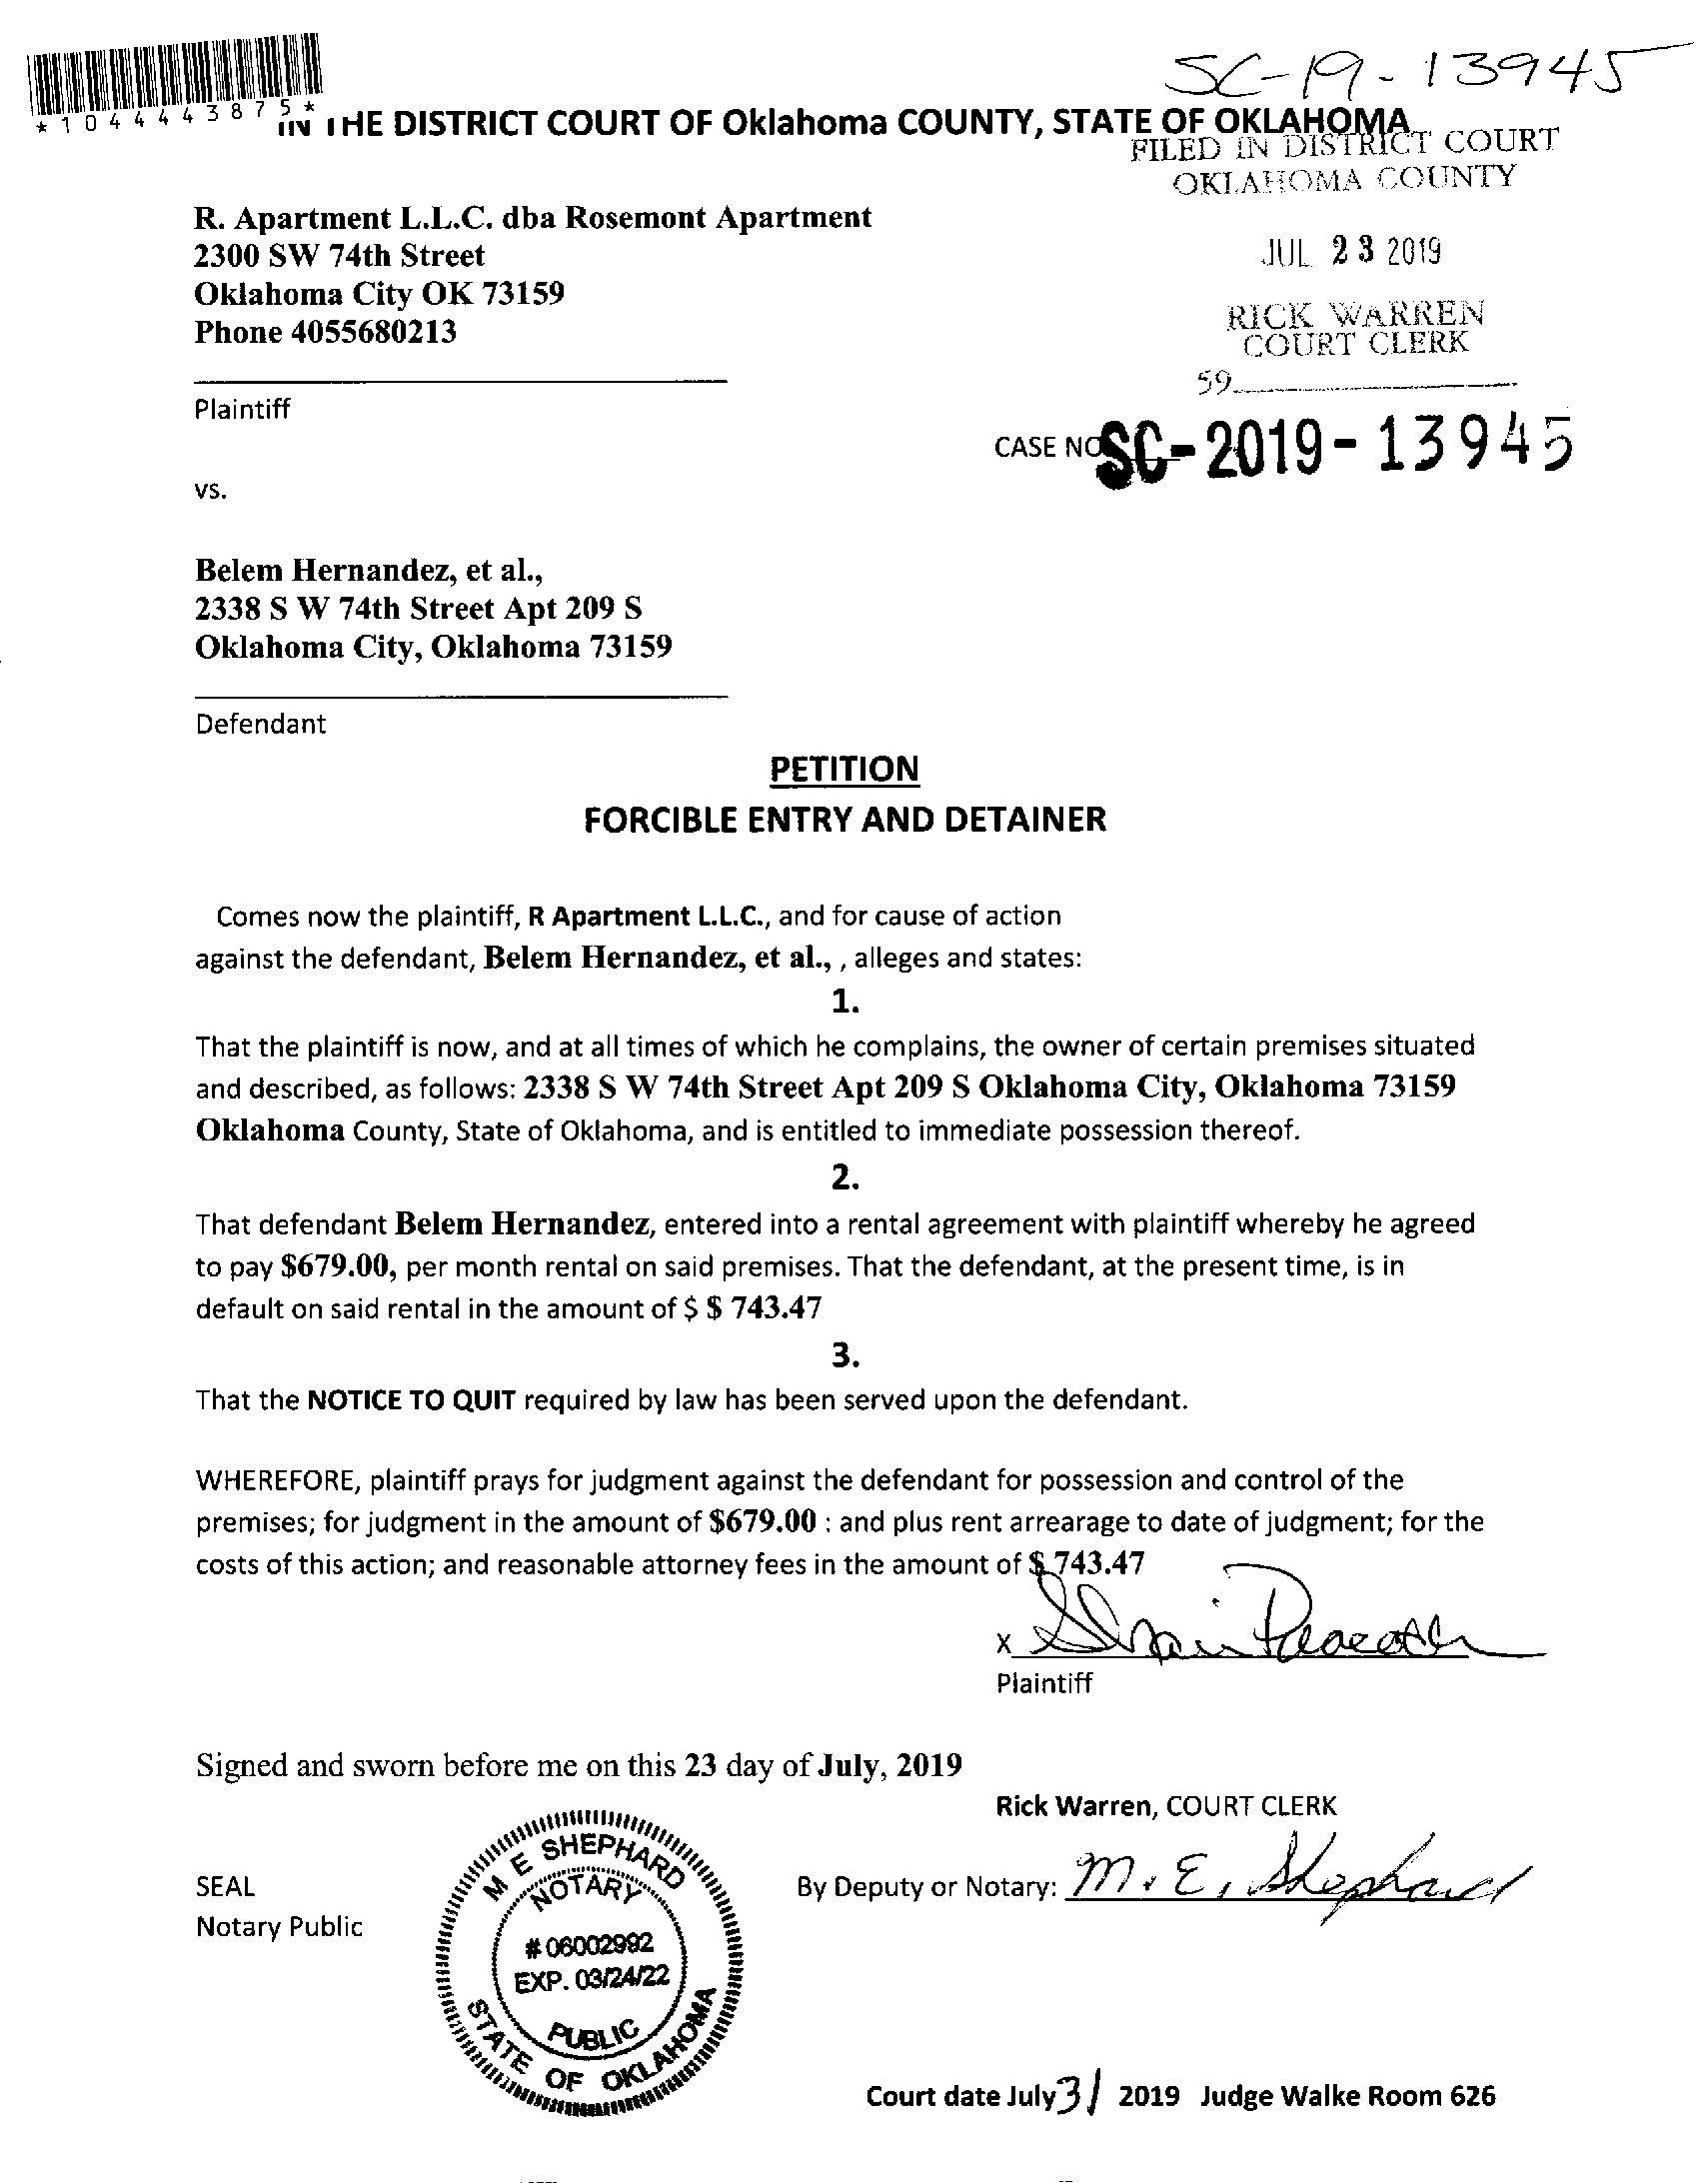 SC-19-13945
*1044443875*
IN THE DISTRICT COURT OF Oklahoma COUNTY, STATE OF OKLAHOMA
FILED IN DISTRICT COURT
OKLAHOMA COUNTY
R. Apartment L.L.C. dba Rosemont Apartment
2300 SW 74th Street
Oklahoma City OK 73159
Phone 4055680213
JUL 23 2019
RICK WARREN
COURT CLERK
59
Plaintiff
CASE NO SC-2019-13945
vs.
Belem Hernandez, et al.,
2338 S W 74th Street Apt 209 S
Oklahoma City, Oklahoma 73159
Defendant
PETITION
FORCIBLE ENTRY AND DETAINER
Comes now the plaintiff, R Apartment L.L.C., and for cause of action
against the defendant, Belem Hernandez, et al., , alleges and states:
1.
That the plaintiff is now, and at all times of which he complains, the owner of certain premises situated
and described, as follows: 2338 S W 74th Street Apt 209 S Oklahoma City, Oklahoma 73159
Oklahoma County, State of Oklahoma, and is entitled to immediate possession thereof.
2.
That defendant Belem Hernandez, entered into a rental agreement with plaintiff whereby he agreed
to pay $679.00, per month rental on said premises. That the defendant, at the present time, is in
default on said rental in the amount of $ $ 743.47
3.
That the NOTICE TO QUIT required by law has been served upon the defendant.
WHEREFORE, plaintiff prays for judgment against the defendant for possession and control of the
premises; for judgment in the amount of $679.00 : and plus rent arrearage to date of judgment; for the
costs of this action; and reasonable attorney fees in the amount of $ 743.47
X
Plaintiff
Signed and sworn before me on this 23 day of July, 2019
Rick Warren, COURT CLERK
SEAL
Notary Public
By Deputy or Notary: M. E. Shephard
M E SHEPHARD
NOTARY
# 06002992
EXP. 03/24/22
PUBLIC
STATE OF OKLAHOMA
Court date July 31 2019 Judge Walke Room 626